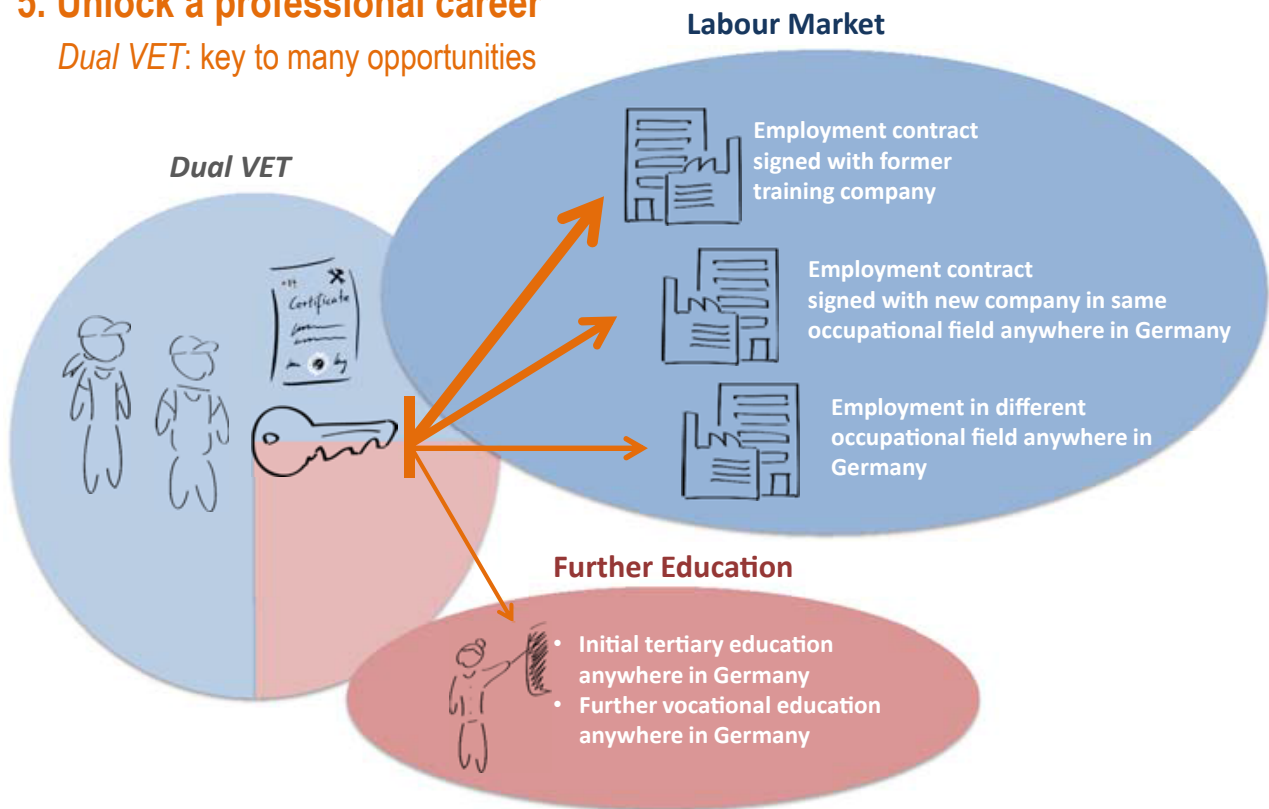 5. Unlock a professional career
Dual VET: key to many opportunities
Labour Market
Dual VET
Employment contract
signed with former
training company
Certificate
Employment contract
signed with new company in same
occupational field anywhere in Germany
Employment in different
occupational field anywhere in
Germany
Further Education
• Initial tertiary education
anywhere in Germany
• Further vocational education
anywhere in Germany